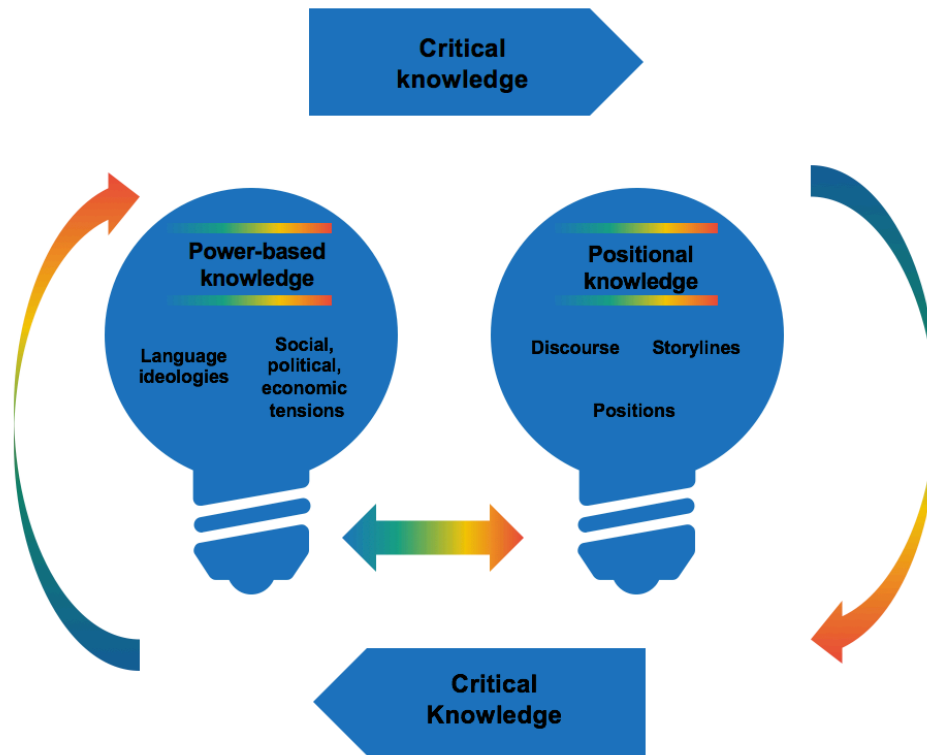 Critical
knowledge
Power-based
knowledge
Language
ideologies
Social,
political,
economic
tensions
Positional
knowledge
Discourse
Storylines
Positions
Critical
Knowledge